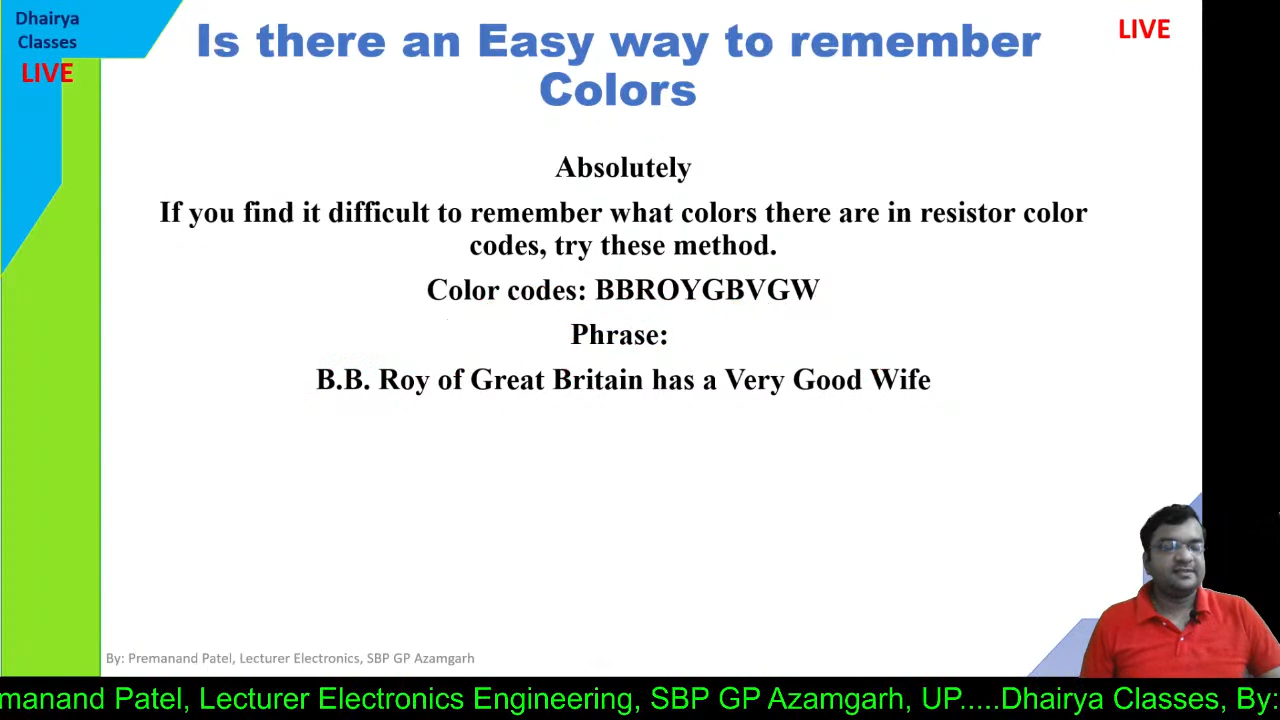 Dhairya
Classes
LIVE
Is there an Easy way to remember
Colors
LIVE
Absolutely
If you find it difficult to remember what colors there are in resistor color
codes, try these method.
Color codes: BBROYGBVGW
Phrase:
B.B. Roy of Great Britain has a Very Good Wife
By: Premanand Patel, Lecturer Electronics, SBP GP Azamgarh
manand Patel, Lecturer Electronics Engineering, SBP GP Azamgarh, UP.....Dhairya Classes, By: